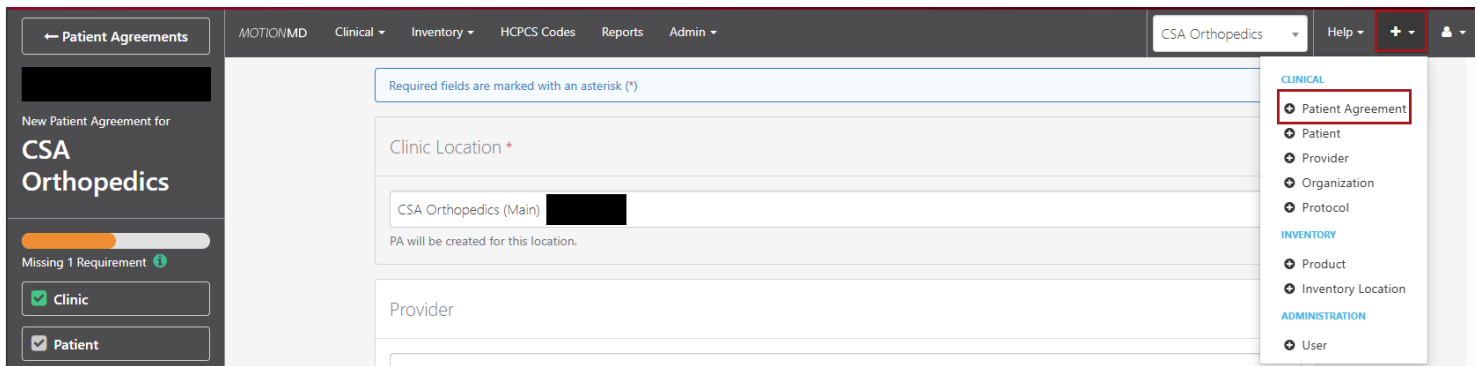 ← Patient Agreements
MOTIONMD Clinical Inventory HCPCS Codes Reports Admin CSA Orthopedics Help +
New Patient Agreement for
CSA
Orthopedics
Missing 1 Requirement
Clinic
Patient
Required fields are marked with an asterisk (*)
Clinic Location *
CSA Orthopedics (Main)
PA will be created for this location.
Provider
CLINICAL
Patient Agreement
Patient
Provider
Organization
Protocol
INVENTORY
Product
Inventory Location
ADMINISTRATION
User